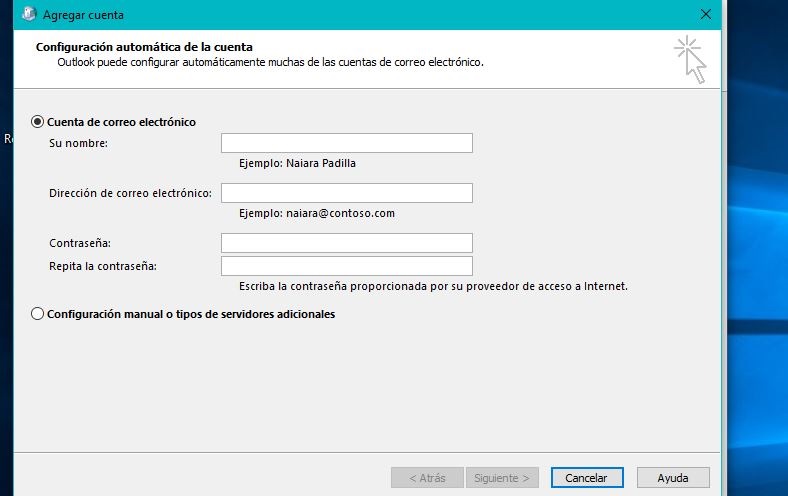 Agregar cuenta
Configuración automática de la cuenta
Outlook puede configurar automáticamente muchas de las cuentas de correo electrónico.
Cuenta de correo electrónico
Su nombre:
Ejemplo: Naiara Padilla
Dirección de correo electrónico:
Ejemplo: naiara@contoso.com
Contraseña:
Repita la contraseña:
Escriba la contraseña proporcionada por su proveedor de acceso a Internet.
Configuración manual o tipos de servidores adicionales
< Atrás Siguiente > Cancelar Ayuda